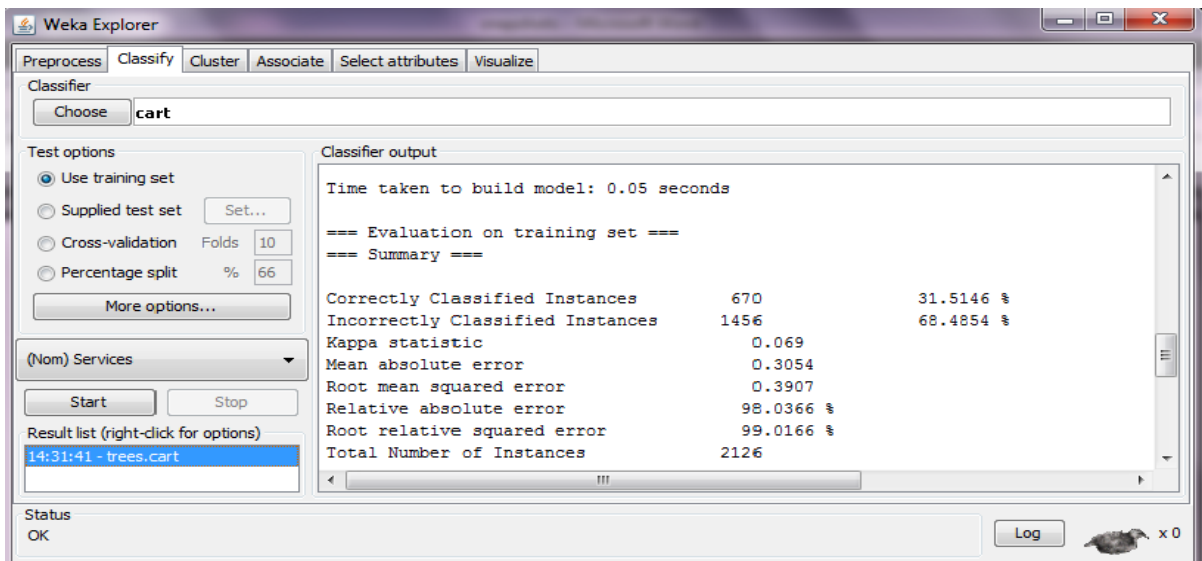 Weka Explorer
Preprocess Classify Cluster Associate Select attributes Visualize
Classifier
Choose cart
Test options
Use training set
Supplied test set Set...
Cross-validation Folds 10
Percentage split % 66
More options...
(Nom) Services
Start Stop
Result list (right-click for options)
14:31:41 - trees.cart
Classifier output
Time taken to build model: 0.05 seconds
=== Evaluation on training set ===
=== Summary ===
Correctly Classified Instances 670 31.5146 %
Incorrectly Classified Instances 1456 68.4854 %
Kappa statistic 0.069
Mean absolute error 0.3054
Root mean squared error 0.3907
Relative absolute error 98.0366 %
Root relative squared error 99.0166 %
Total Number of Instances 2126
Status
OK
Log x 0